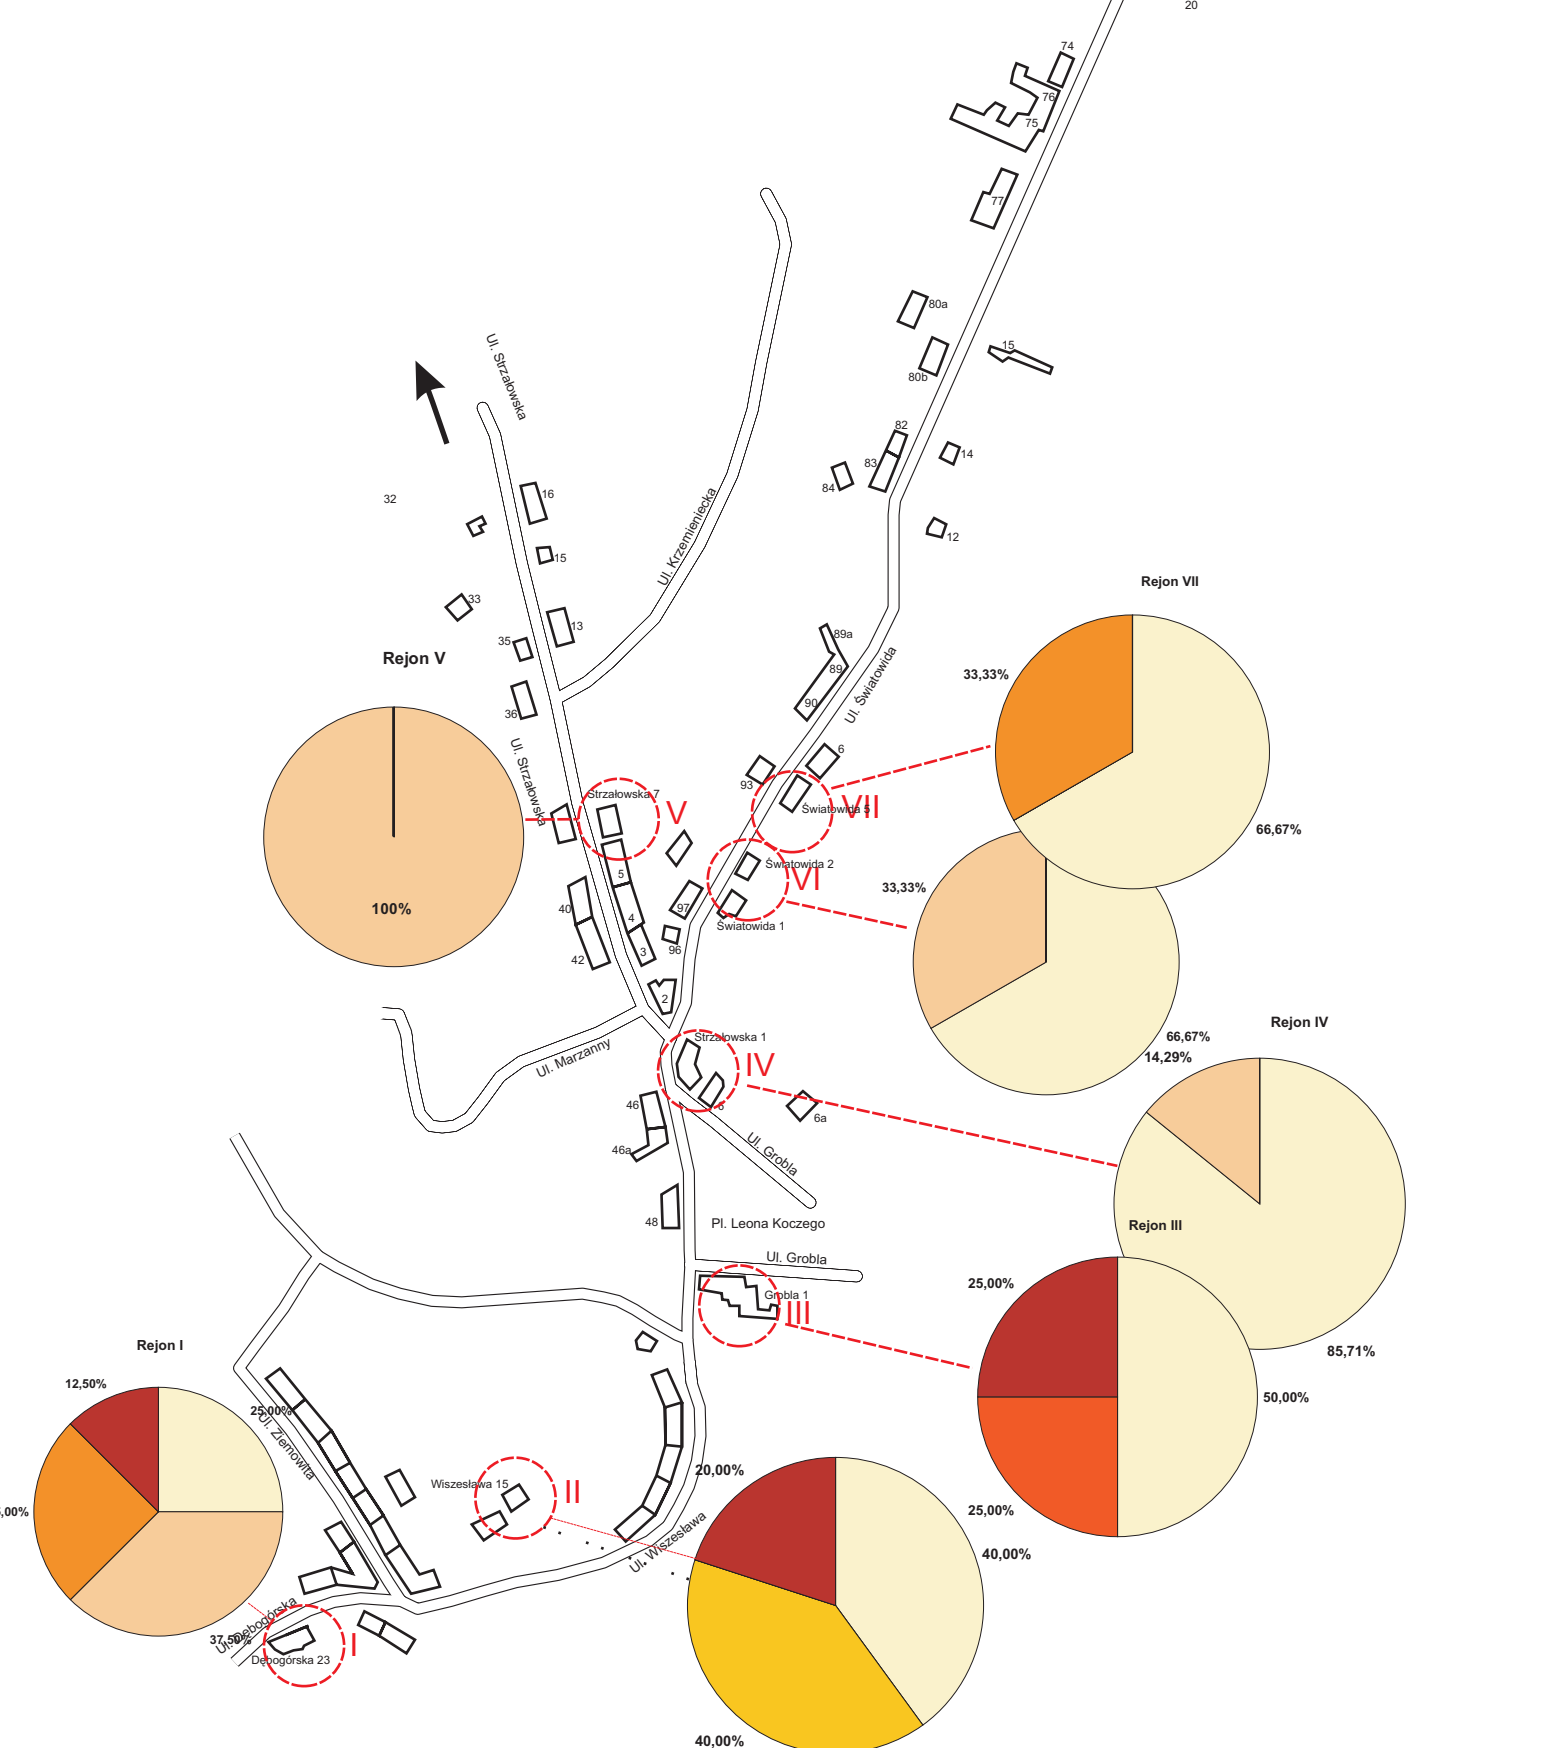 20
74
76
75
77
80a
80b
15
Ul. Strzałowska
82
83
84
14
12
32
16
15
Ul. Krzemieniecka
33
13
35
36
Rejon V
100%
Ul. Strzałowska
89a
89
90
Ul. Światowida
Rejon VII
33,33%
66,67%
6
93
Strzałowska 7
V
Światowida 5
VII
Światowida 2
VI
Światowida 1
5
4
3
40
42
97
96
2
33,33%
66,67%
Ul. Marzanny
Strzałowska 1
IV
6
6a
46
46a
48
Ul. Grobla
Rejon IV
14,29%
85,71%
Pl. Leona Koczego
Ul. Grobla
Grobla 1
III
Rejon III
25,00%
50,00%
25,00%
Rejon I
12,50%
25,00%
37,50%
Ul. Ziemowita
Wiszesława 15
II
Ul. Wiszesława
20,00%
40,00%
40,00%
Ul. Dębogórska
Dębogórska 23
I